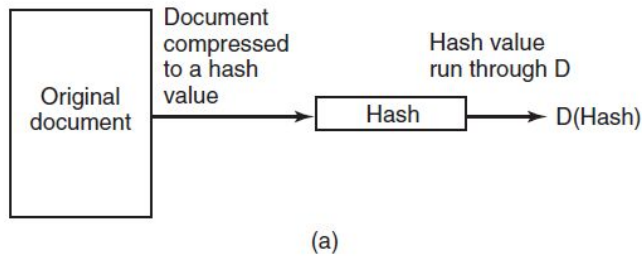 Original
document
Document
compressed
to a hash
value
Hash
Hash value
run through D
D(Hash)
(a)